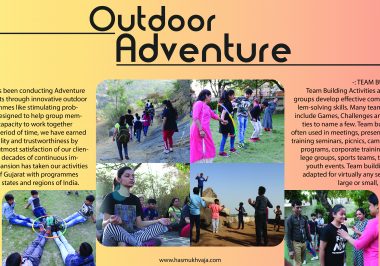 Outdoor
Adventure
s been conducting Adventure
ts through innovative outdoor
mmes like stimulating prob-
esigned to help group mem-
capacity to work together
eriod of time, we have earned
lity and trustworthiness by
utmost satisfaction of our clien-
decades of continuous im-
ansion has taken our activities
f Gujarat with programmes
states and regions of India.
-: TEAM B
Team Building Activities a
groups develop effective com
lem-solving skills. Many team
include Games, Challenges an
ties to name a few. Team bu
often used in meetings, prese
training seminars, picnics, cam
programs, corporate trainin
lege groups, sports teams, t
youth events. Team buildi
adapted for virtually any se
large or small,
www.hasmukhvaja.com